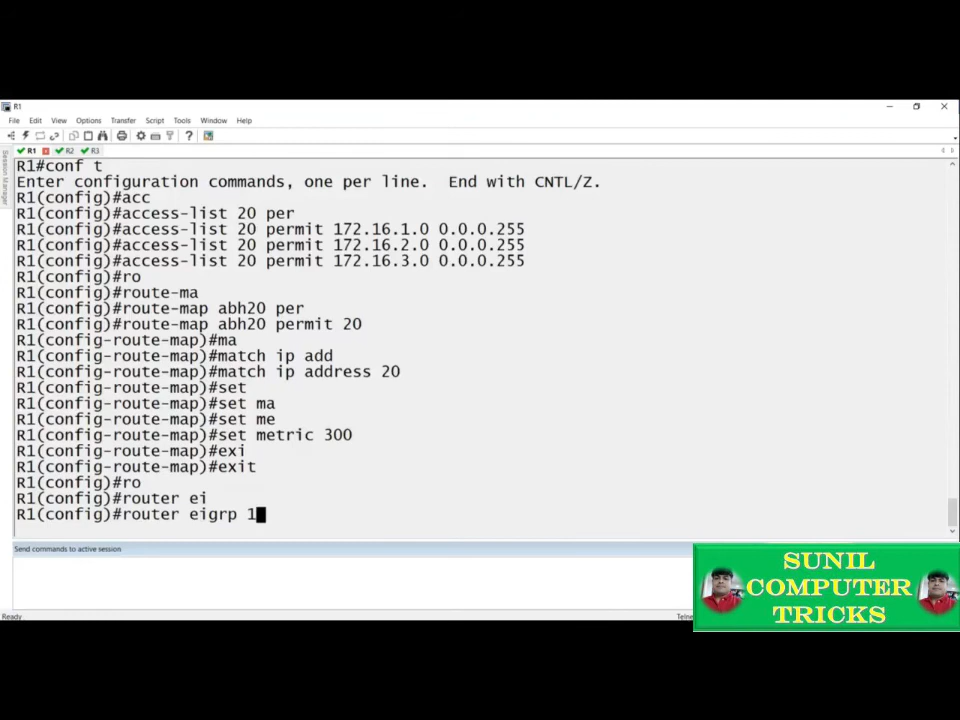 R1
File Edit View Options Transfer Script Tools Window Help
R1 R2 R3
Session Manager
R1#conf t
Enter configuration commands, one per line.  End with CNTL/Z.
R1(config)#acc
R1(config)#access-list 20 per
R1(config)#access-list 20 permit 172.16.1.0 0.0.0.255
R1(config)#access-list 20 permit 172.16.2.0 0.0.0.255
R1(config)#access-list 20 permit 172.16.3.0 0.0.0.255
R1(config)#ro
R1(config)#route-ma
R1(config)#route-map abh20 per
R1(config)#route-map abh20 permit 20
R1(config-route-map)#ma
R1(config-route-map)#match ip add
R1(config-route-map)#match ip address 20
R1(config-route-map)#set
R1(config-route-map)#set ma
R1(config-route-map)#set me
R1(config-route-map)#set metric 300
R1(config-route-map)#exi
R1(config-route-map)#exit
R1(config)#ro
R1(config)#router ei
R1(config)#router eigrp 1
Send commands to active session
Ready
Telne
SUNIL
COMPUTER
TRICKS